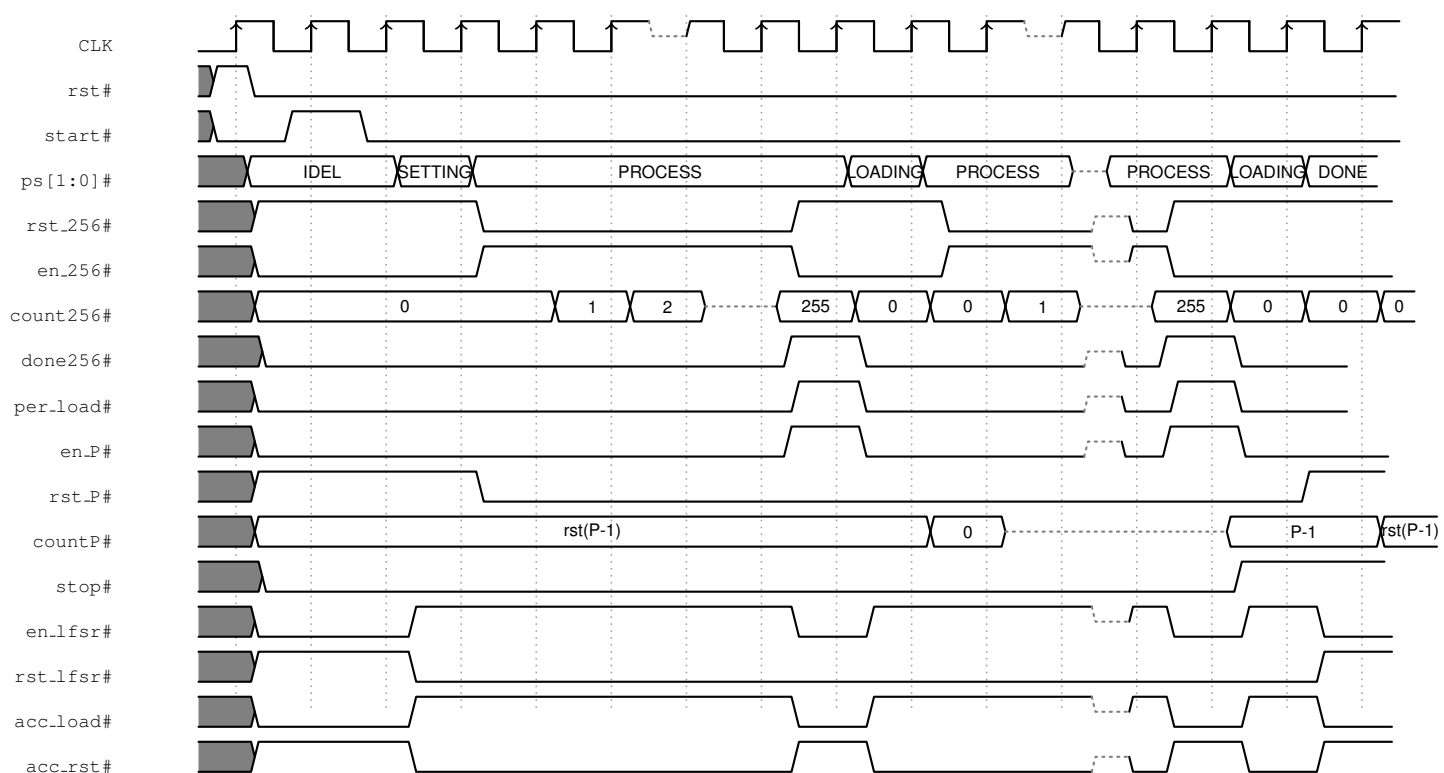 CLK
rst#
start#
ps[1:0]# IDEL SETTING PROCESS LOADING PROCESS PROCESS LOADING DONE
rst_256#
en_256#
count256# 0 1 2 255 0 0 1 255 0 0 0
done256#
per_load#
en_P#
rst_P#
countP# rst(P-1) 0 P-1 rst(P-1)
stop#
en_lfsr#
rst_lfsr#
acc_load#
acc_rst#